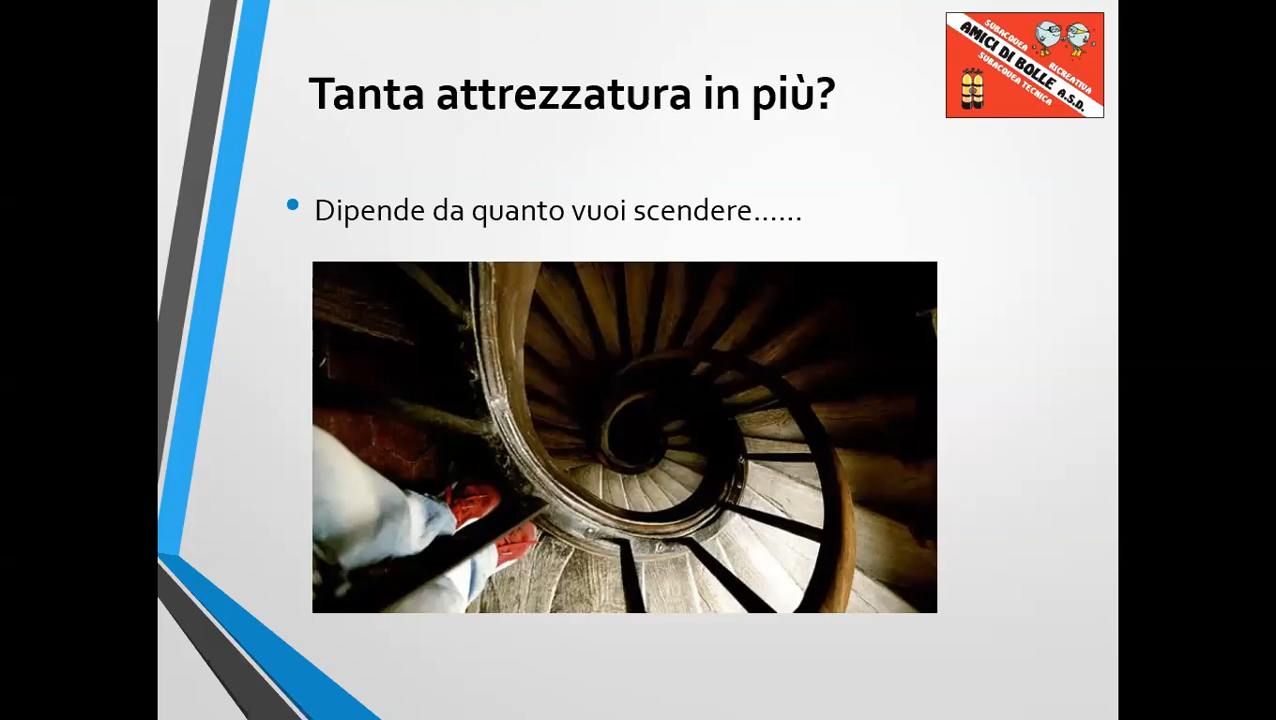 Tanta attrezzatura in più?
SUBACQUEA
RICREATIVA
AMICI DI BOLLE A.S.D.
SUBACQUEA TECNICA
Dipende da quanto vuoi scendere......